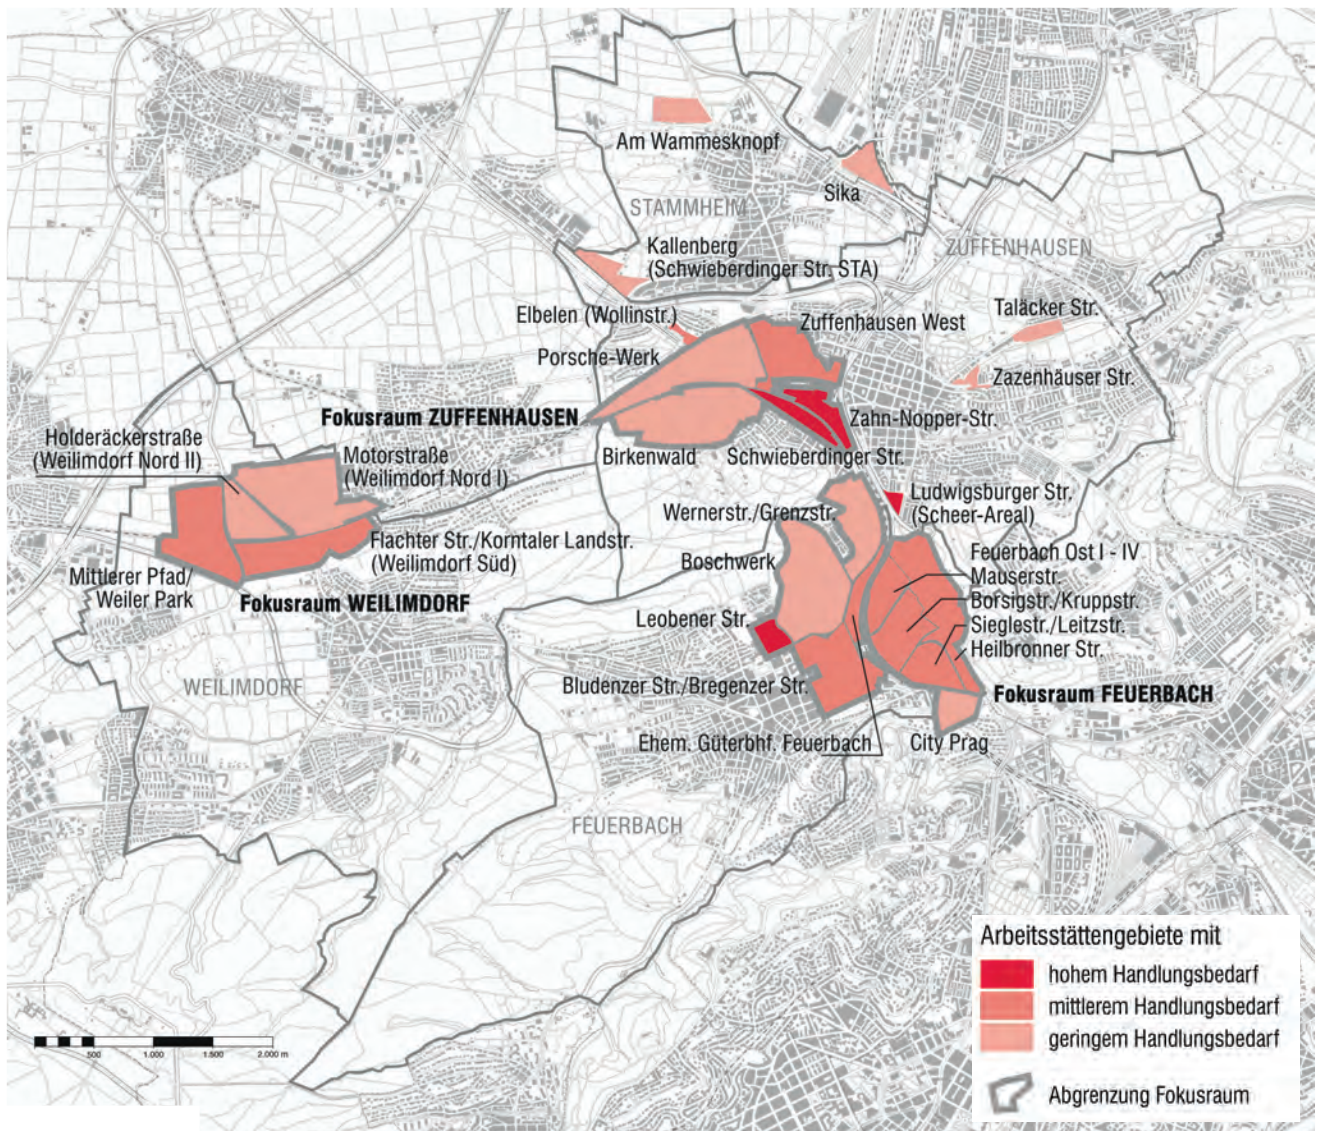 Am Wammesknopf
Sika
STAMMHEIM
ZUFFENHAUSEN
Kallenberg
(Schwieberdinger Str. STA)
Elbelen (Wollinstr.)
Zuffenhausen West
Taläcker Str.
Porsche-Werk
Zazenhäuser Str.
Fokusraum ZUFFENHAUSEN
Zahn-Nopper-Str.
Holderäckerstraße
(Weilimdorf Nord II)
Motorstraße
(Weilimdorf Nord I)
Birkenwald
Schwieberdinger Str.
Ludwigsburger Str.
(Scheer-Areal)
Wernerstr./Grenzstr.
Flachter Str./Korntaler Landstr.
(Weilimdorf Süd)
Boschwerk
Feuerbach Ost I - IV
Mauserstr.
Borsigstr./Kruppstr.
Sieglestr./Leitzstr.
Heilbronner Str.
Mittlerer Pfad/
Weiler Park
Fokusraum WEILIMDORF
Leobener Str.
WEILIMDORF
Bludenzer Str./Bregenzer Str.
Fokusraum FEUERBACH
Ehem. Güterbhf. Feuerbach
City Prag
FEUERBACH
Arbeitsstättengebiete mit
hohem Handlungsbedarf
mittlerem Handlungsbedarf
geringem Handlungsbedarf
Abgrenzung Fokusraum
500 1.000 1.500 2.000 m